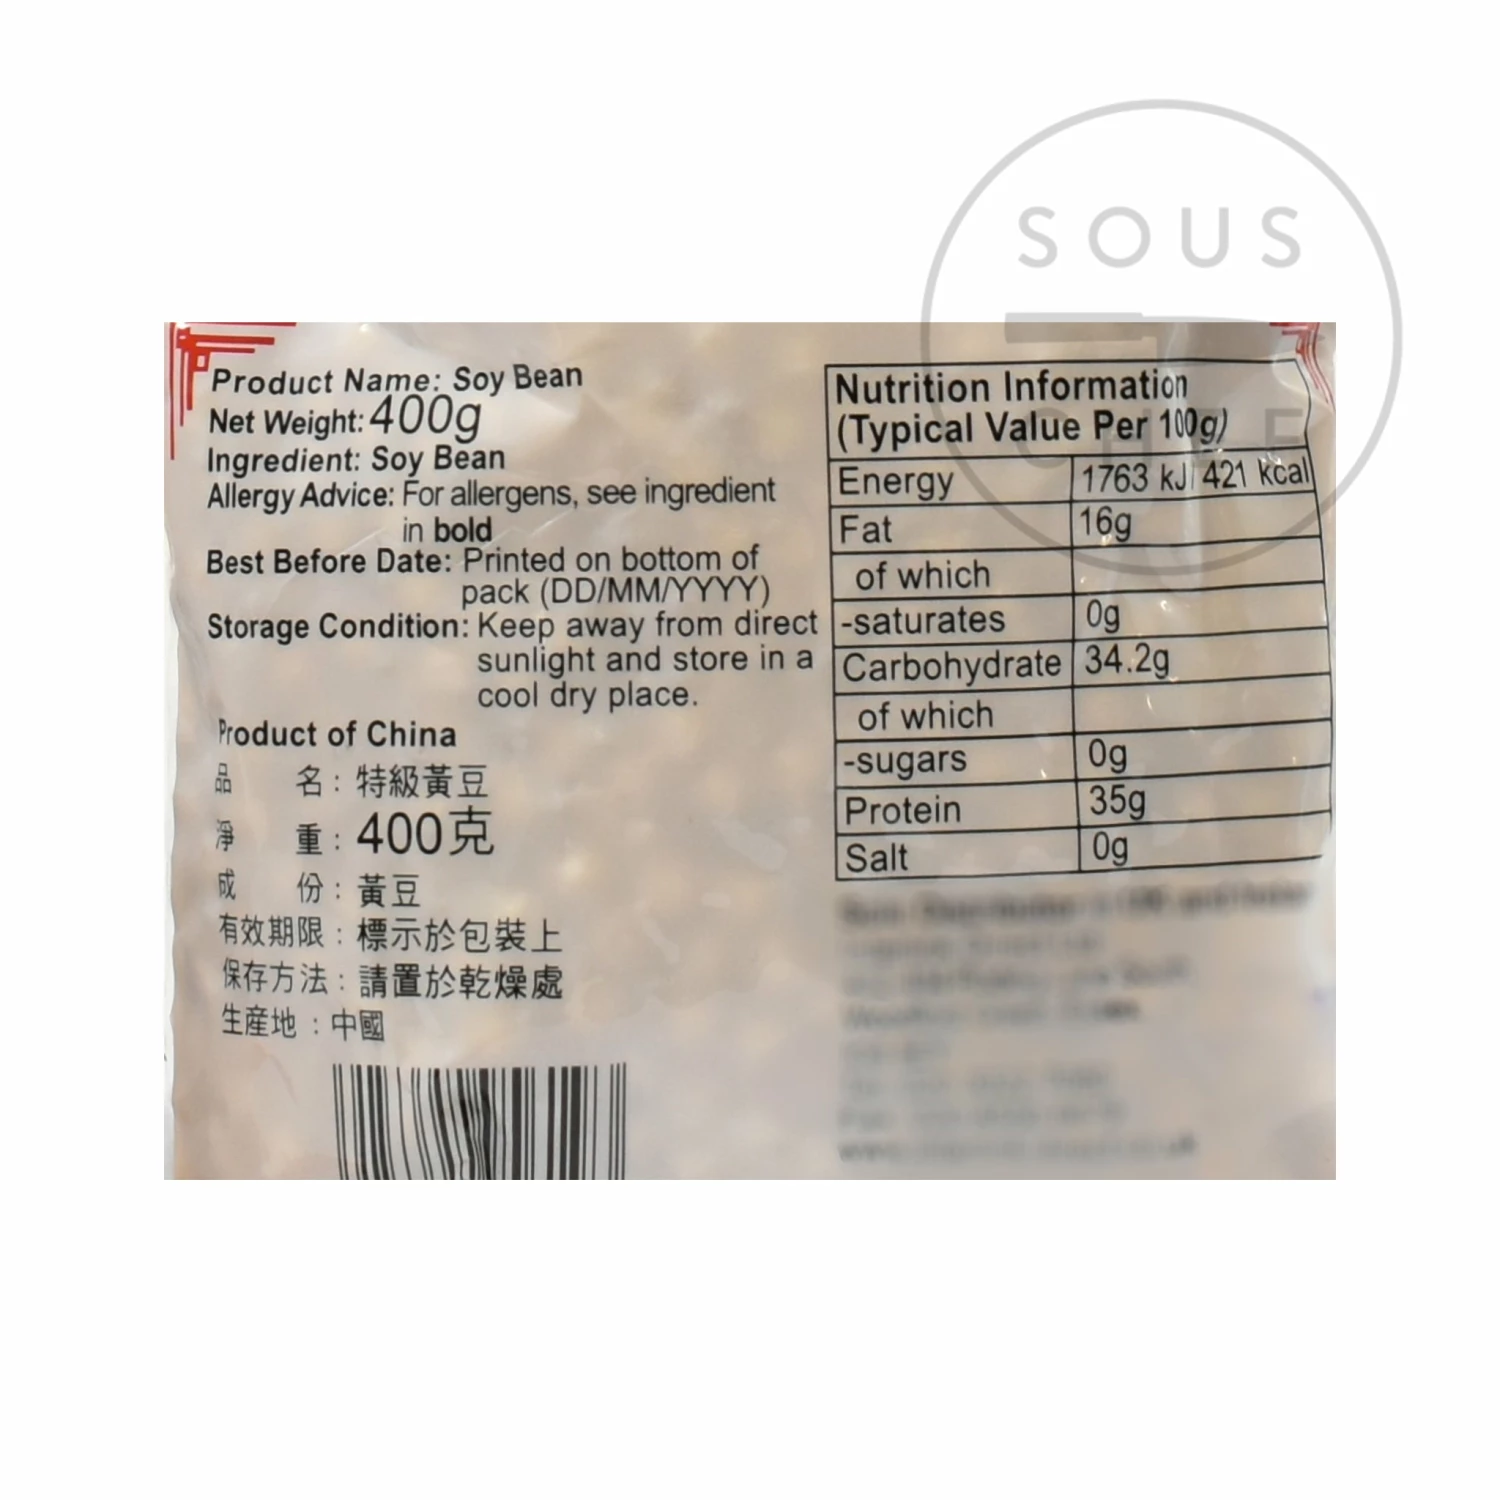 SOUS
CHEF
Product Name: Soy Bean
Net Weight: 400g
Ingredient: Soy Bean
Allergy Advice: For allergens, see ingredient
in bold
Best Before Date: Printed on bottom of
pack (DD/MM/YYYY)
Storage Condition: Keep away from direct
sunlight and store in a
cool dry place.
Product of China
品 名：特級黃豆
淨 重：400克
成 份：黃豆
有效期限：標示於包裝上
保存方法：請置於乾燥處
生產地：中國
Nutrition Information
(Typical Value Per 100g)
Energy 1763 kJ/ 421 kcal
Fat 16g
of which
-saturates 0g
Carbohydrate 34.2g
of which
-sugars 0g
Protein 35g
Salt 0g